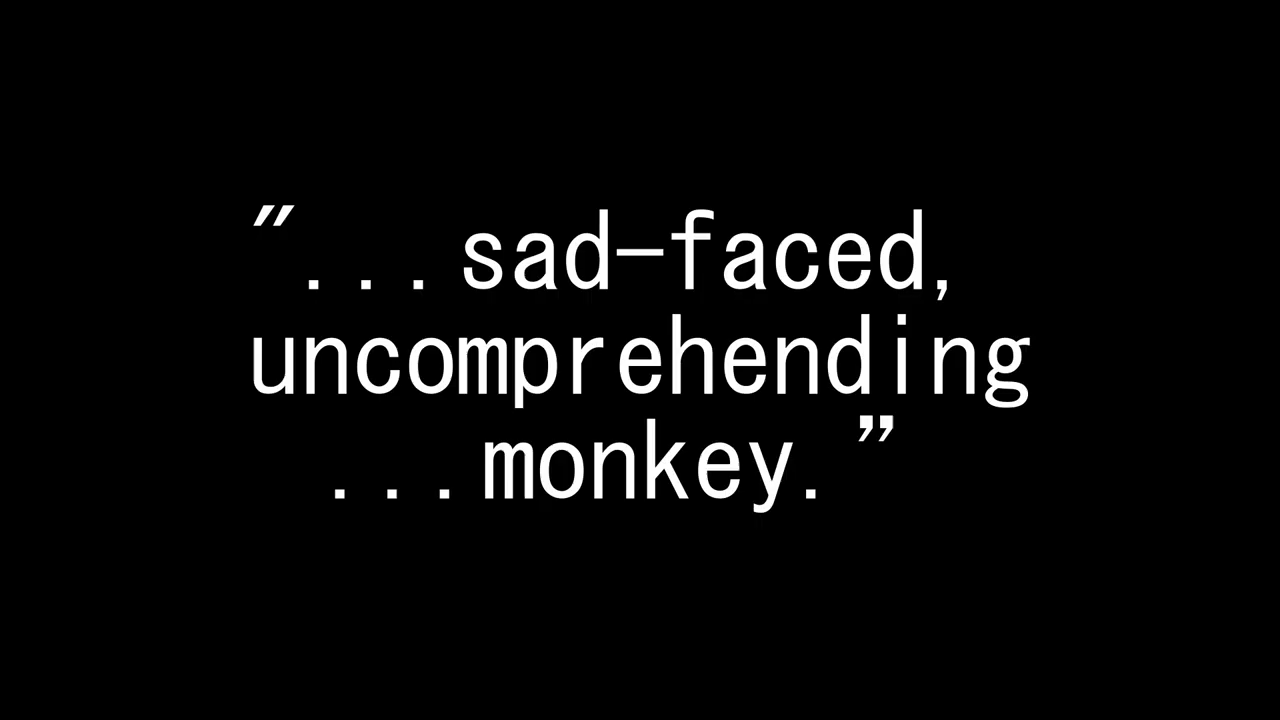 "...sad-faced,
uncomprehending
...monkey.”